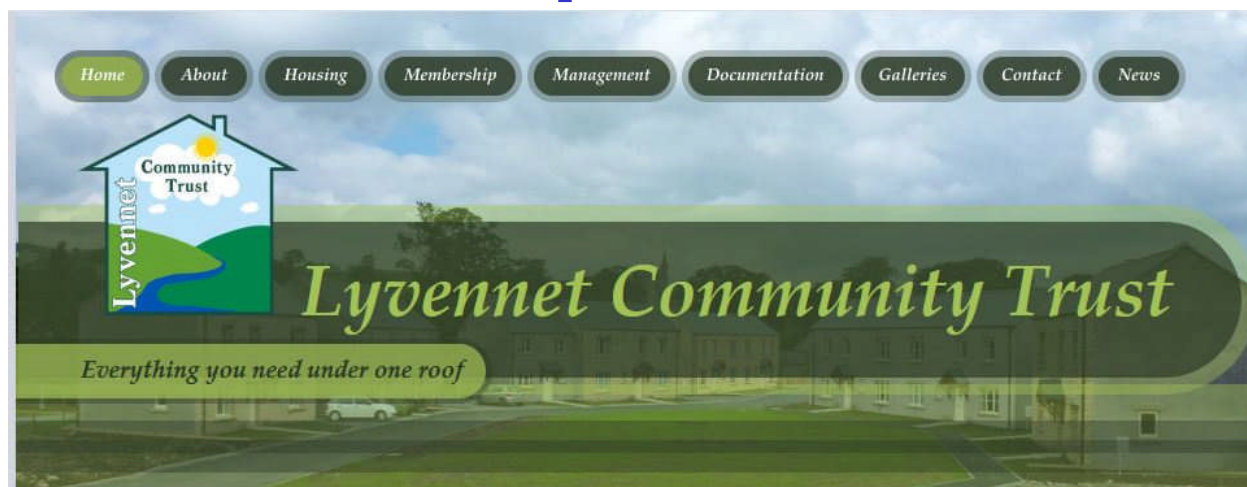 Home About Housing Membership Management Documentation Galleries Contact News
Community
Trust
Lyvennet
Lyvennet Community Trust
Everything you need under one roof